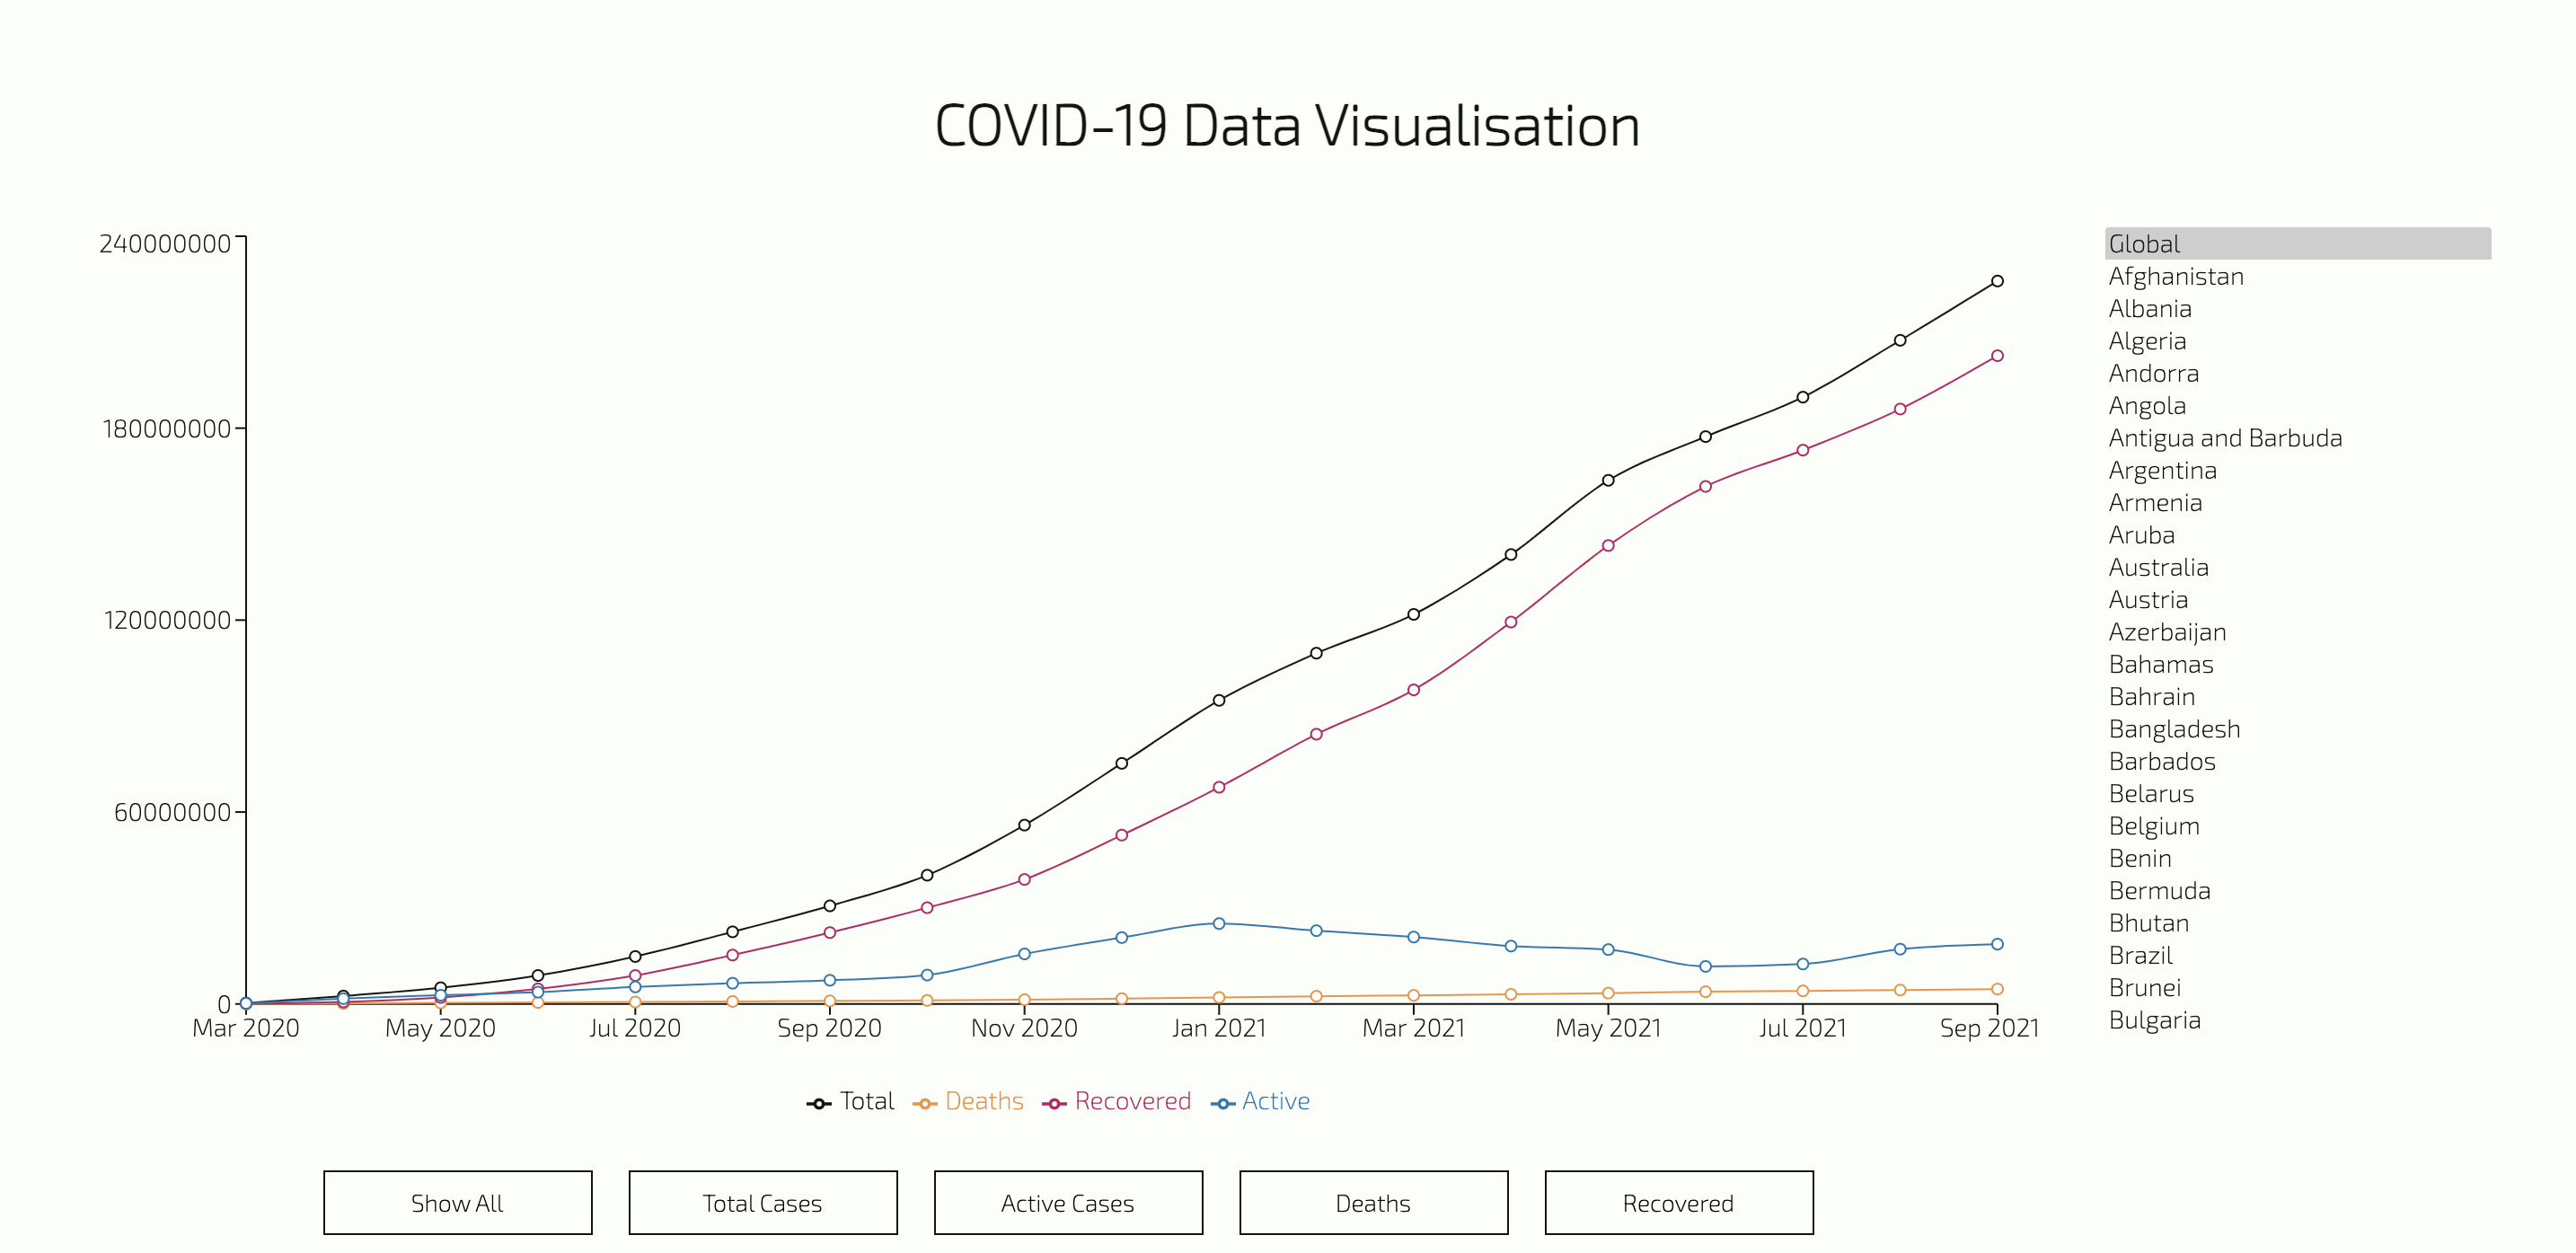 COVID-19 Data Visualisation
240000000
180000000
120000000
60000000
0
Mar 2020 May 2020 Jul 2020 Sep 2020 Nov 2020 Jan 2021 Mar 2021 May 2021 Jul 2021 Sep 2021
Total Deaths Recovered Active
Global
Afghanistan
Albania
Algeria
Andorra
Angola
Antigua and Barbuda
Argentina
Armenia
Aruba
Australia
Austria
Azerbaijan
Bahamas
Bahrain
Bangladesh
Barbados
Belarus
Belgium
Benin
Bermuda
Bhutan
Brazil
Brunei
Bulgaria
Show All Total Cases Active Cases Deaths Recovered